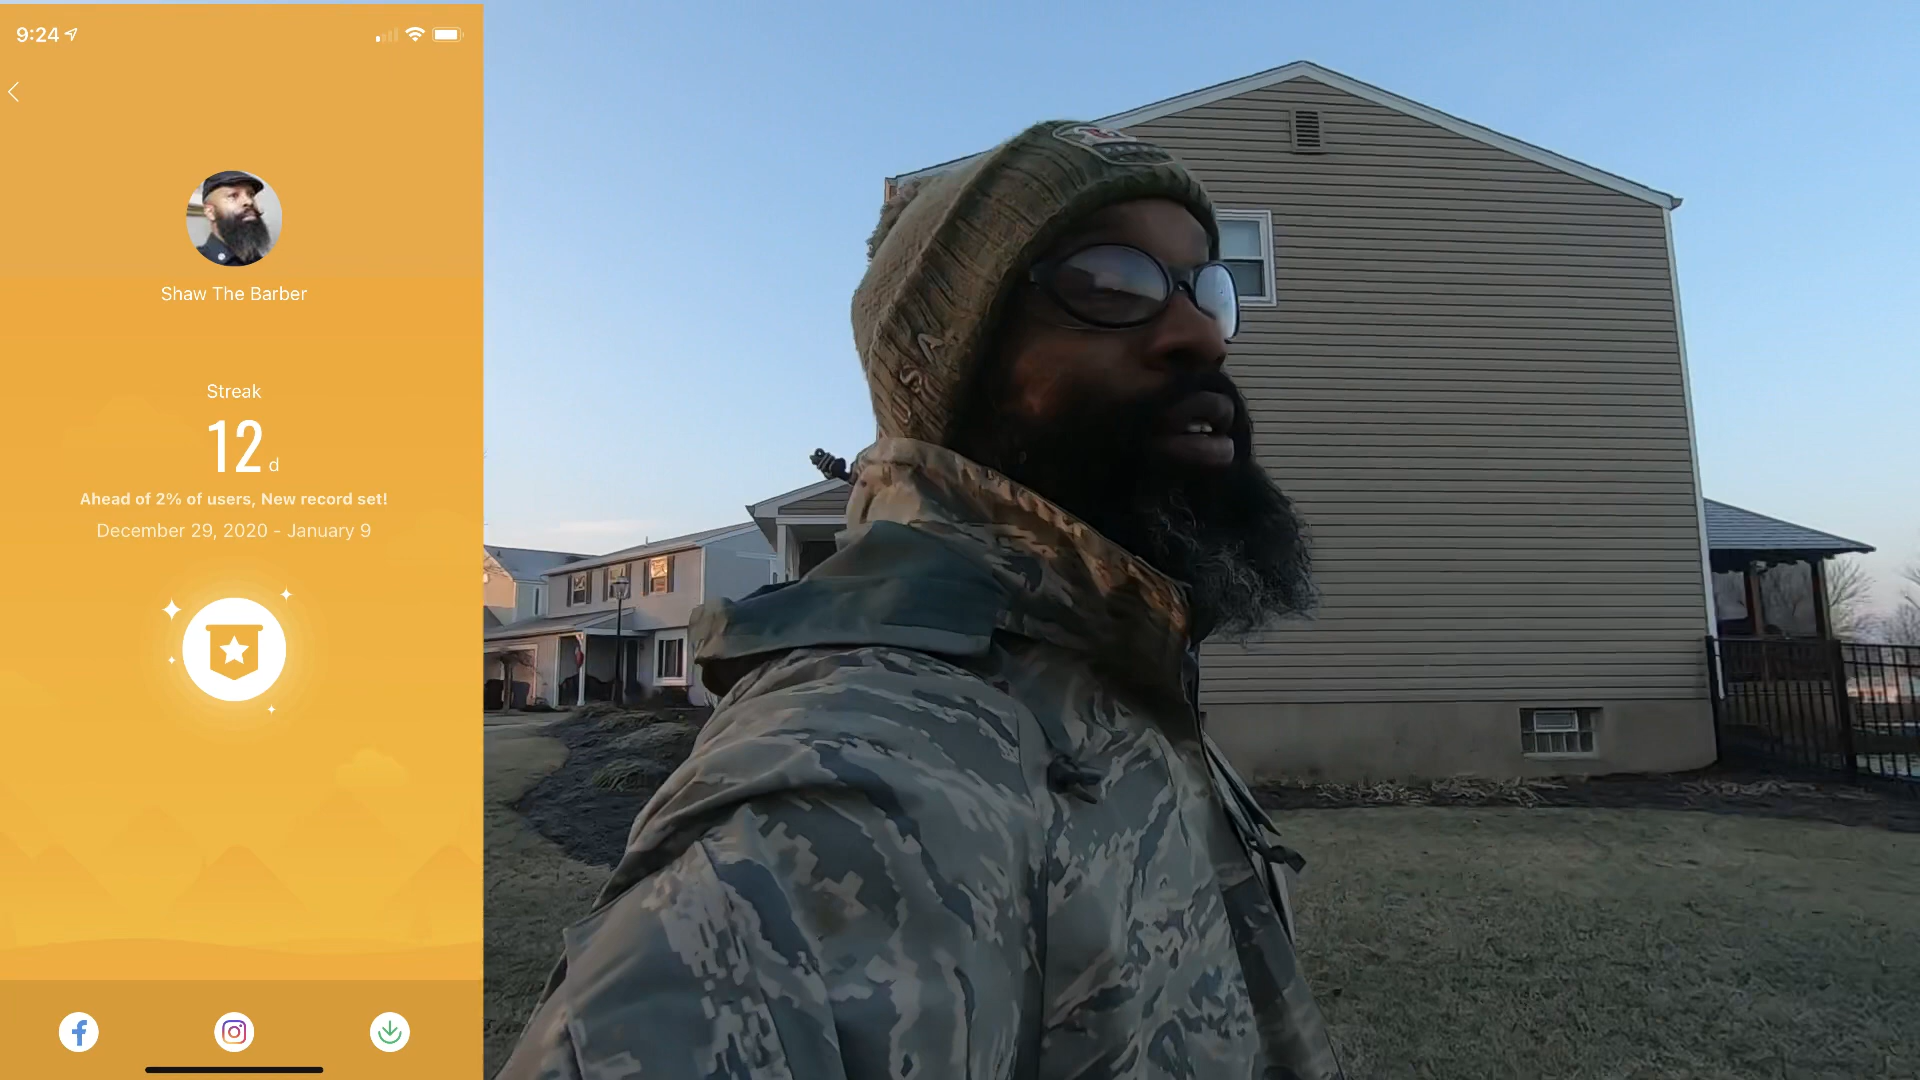 9:24
Shaw The Barber
Streak
12 d
Ahead of 2% of users, New record set!
December 29, 2020 - January 9
USA